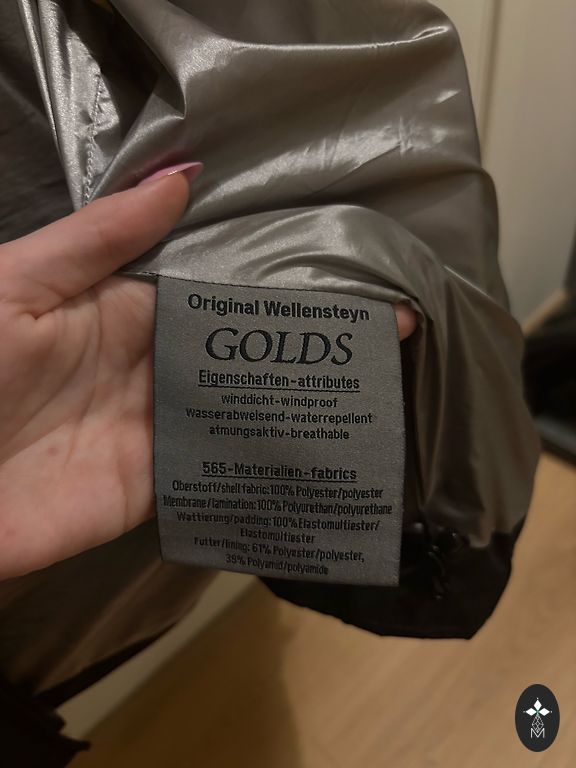 Original Wellensteyn
GOLDS
Eigenschaften-attributes
winddicht-windproof
wasserabweisend-waterrepellent
atmungsaktiv-breathable
565-Materialien-fabrics
Oberstoff/shell fabric:100% Polyester/polyester
Membrane/lamination:100% Polyurethan/polyurethane
Wattierung/padding:100% Elastomultiester/
Elastomultiester
Futter/lining: 61% Polyester/polyester,
39% Polyamid/polyamide
M